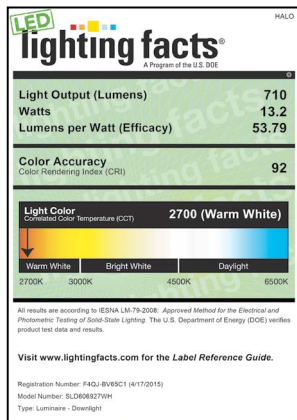 HALO.
LED
lighting facts®
A Program of the U.S. DOE
Light Output (Lumens) 710
Watts 13.2
Lumens per Watt (Efficacy) 53.79
Color Accuracy 92
Color Rendering Index (CRI)
Light Color
Correlated Color Temperature (CCT) 2700 (Warm White)
Warm White Bright White Daylight
2700K 3000K 4500K 6500K
All results are according to IESNA LM-79-2008: Approved Method for the Electrical and
Photometric Testing of Solid-State Lighting. The U.S. Department of Energy (DOE) verifies
product test data and results.
Visit www.lightingfacts.com for the Label Reference Guide.
Registration Number: F4QJ-BV65C1 (4/17/2015)
Model Number: SLD606927WH
Type: Luminaire - Downlight